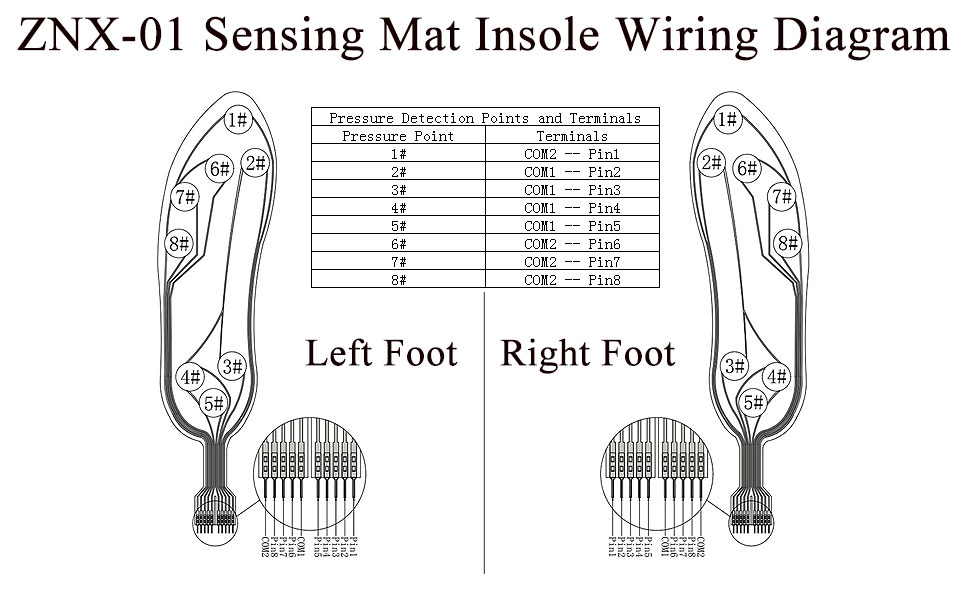 ZNX-01 Sensing Mat Insole Wiring Diagram
Pressure Detection Points and Terminals
Pressure Point Terminals
1# COM2 -- Pin1
2# COM1 -- Pin2
3# COM1 -- Pin3
4# COM1 -- Pin4
5# COM1 -- Pin5
6# COM2 -- Pin6
7# COM2 -- Pin7
8# COM2 -- Pin8
1#
6# 2#
7#
8#
3#
4#
5#
Left Foot
COM2 Pin8 Pin7 Pin6 COM1 Pin5 Pin4 Pin3 Pin2 Pin1
1#
2# 6#
7#
8#
3#
4#
5#
Right Foot
Pin1 Pin2 Pin3 Pin4 Pin5 COM1 Pin6 Pin7 Pin8 COM2